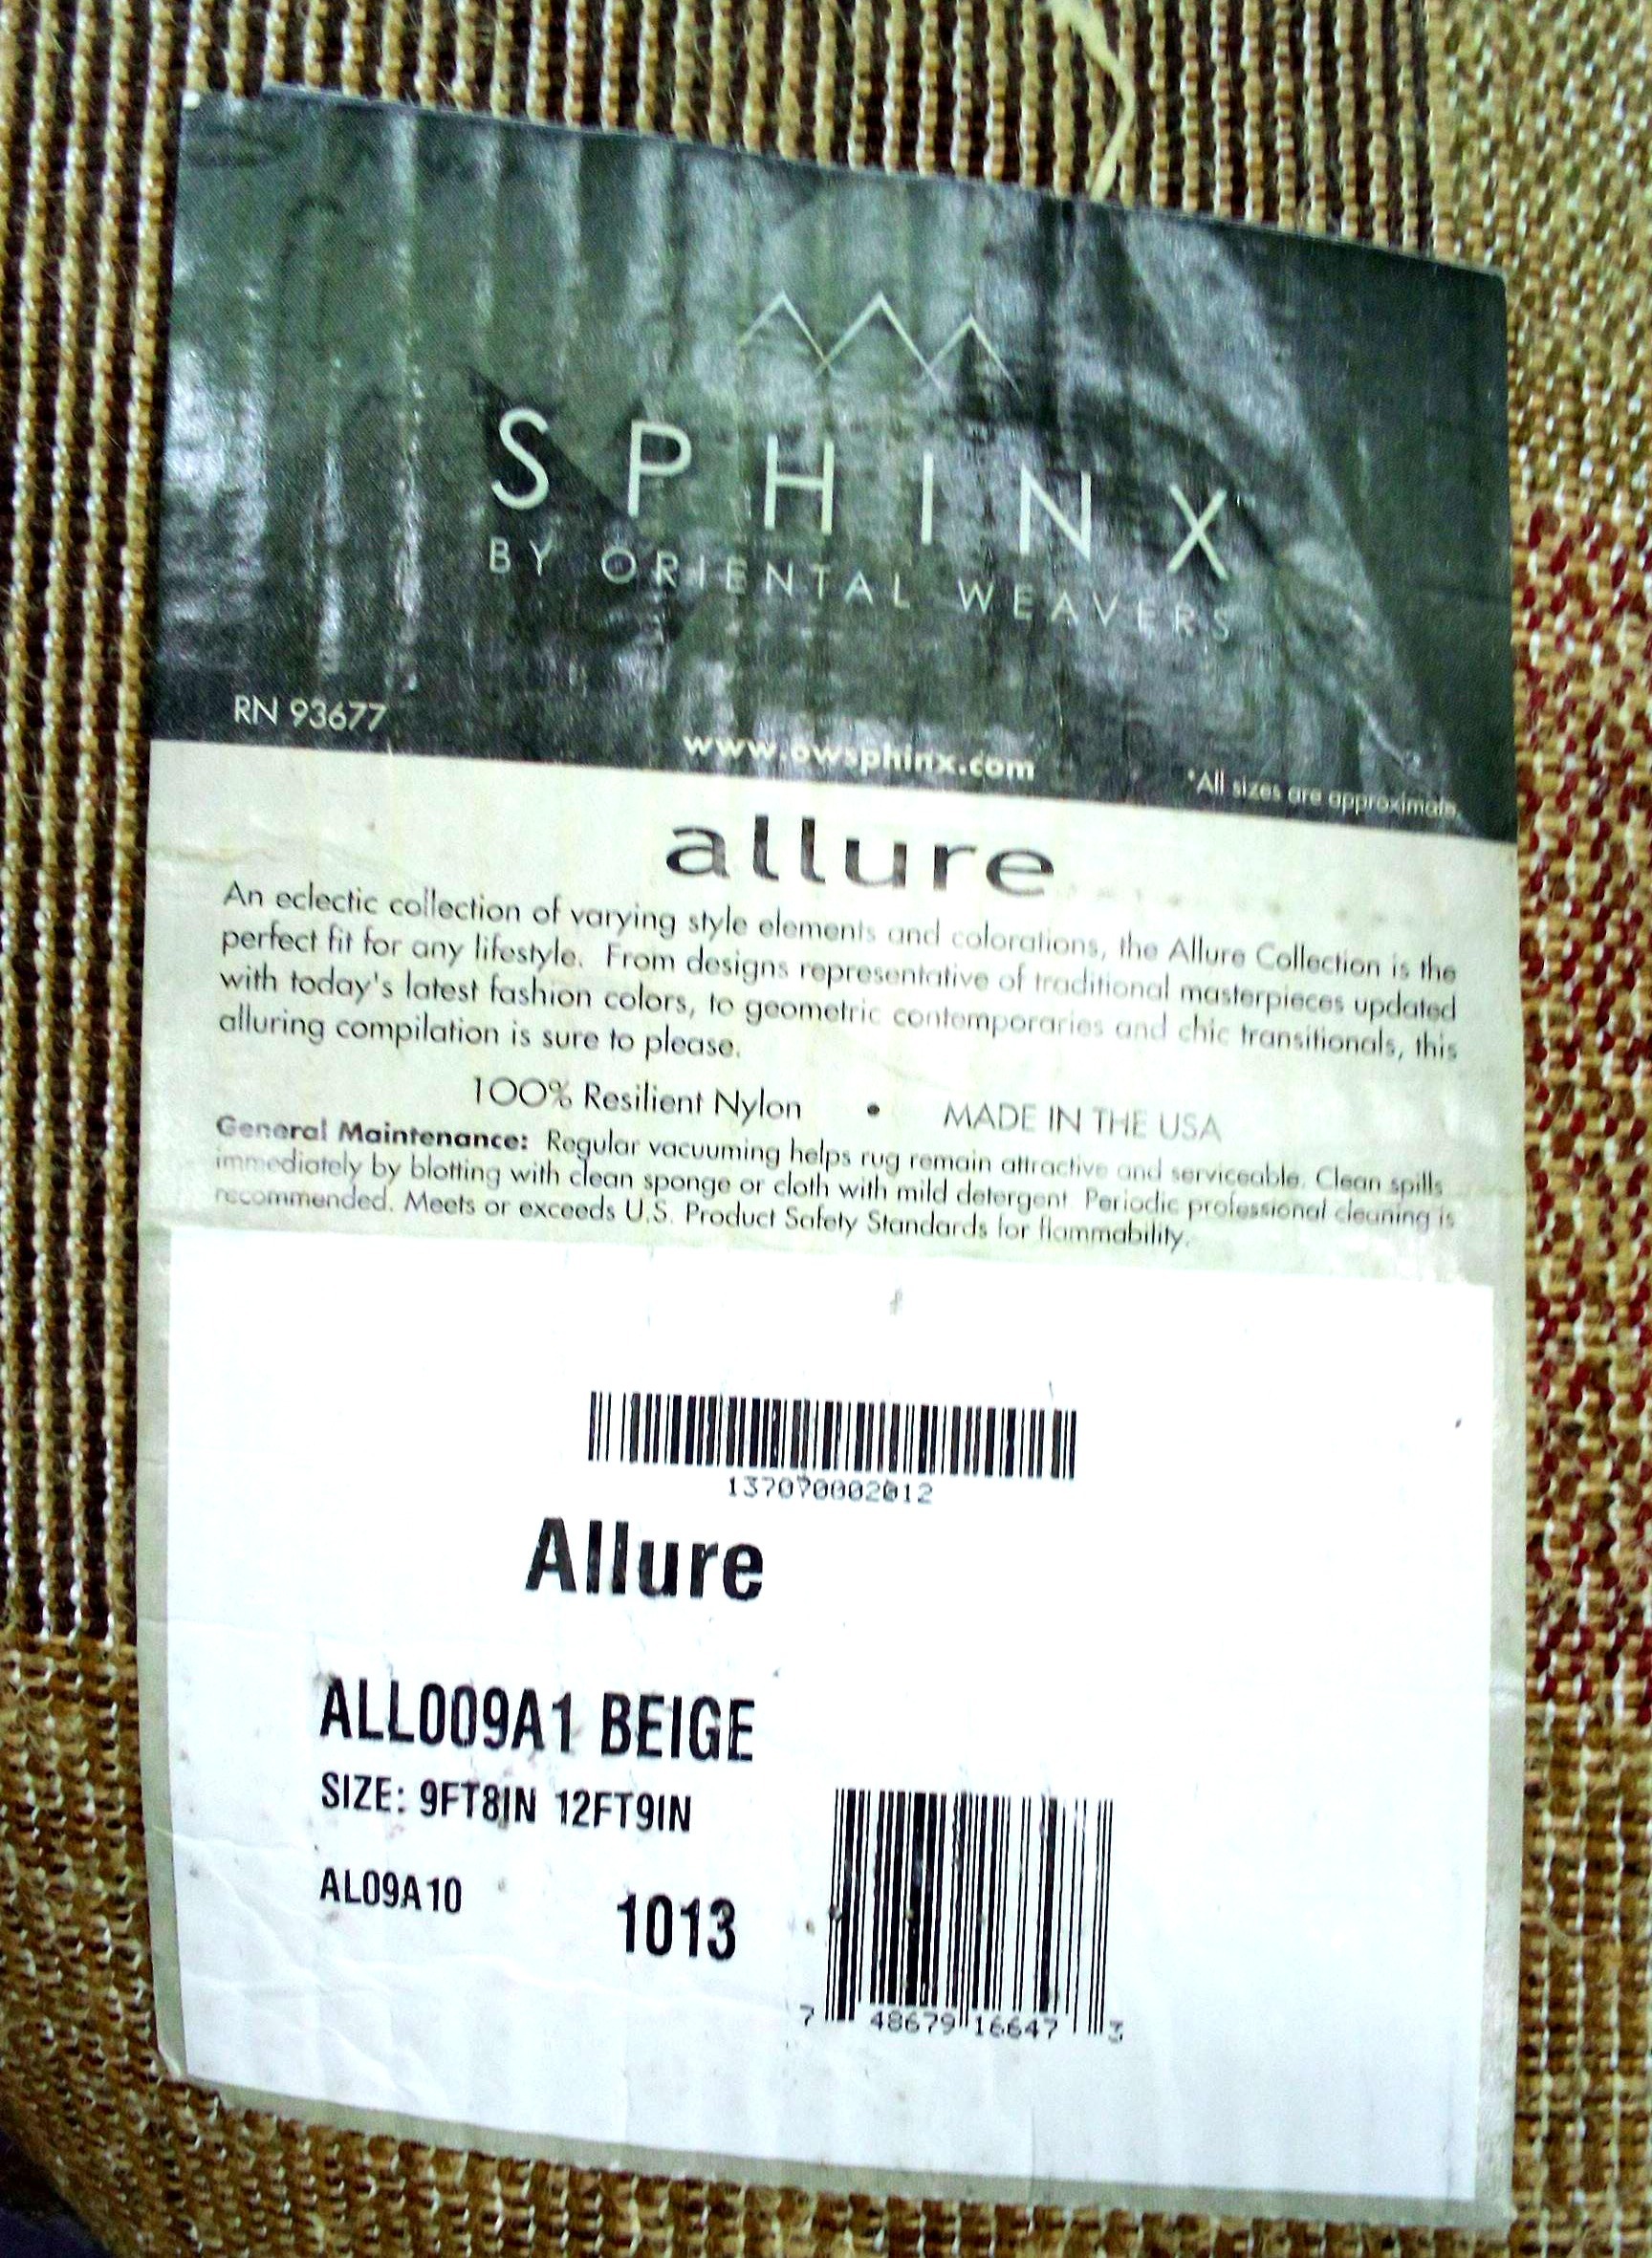 SPHINX
BY ORIENTAL WEAVERS
RN 93677
www.owsphinx.com
*All sizes are approximate.
allure
An eclectic collection of varying style elements and colorations, the Allure Collection is the
perfect fit for any lifestyle. From designs representative of traditional masterpieces updated
with today's latest fashion colors, to geometric contemporaries and chic transitionals, this
alluring compilation is sure to please.
100% Resilient Nylon • MADE IN THE USA
General Maintenance: Regular vacuuming helps rug remain attractive and serviceable. Clean spills
immediately by blotting with clean sponge or cloth with mild detergent. Periodic professional cleaning is
recommended. Meets or exceeds U.S. Product Safety Standards for flammability.
137070002012
Allure
ALL009A1 BEIGE
SIZE: 9FT8IN 12FT9IN
AL09A10 1013
7 48679 16647 3